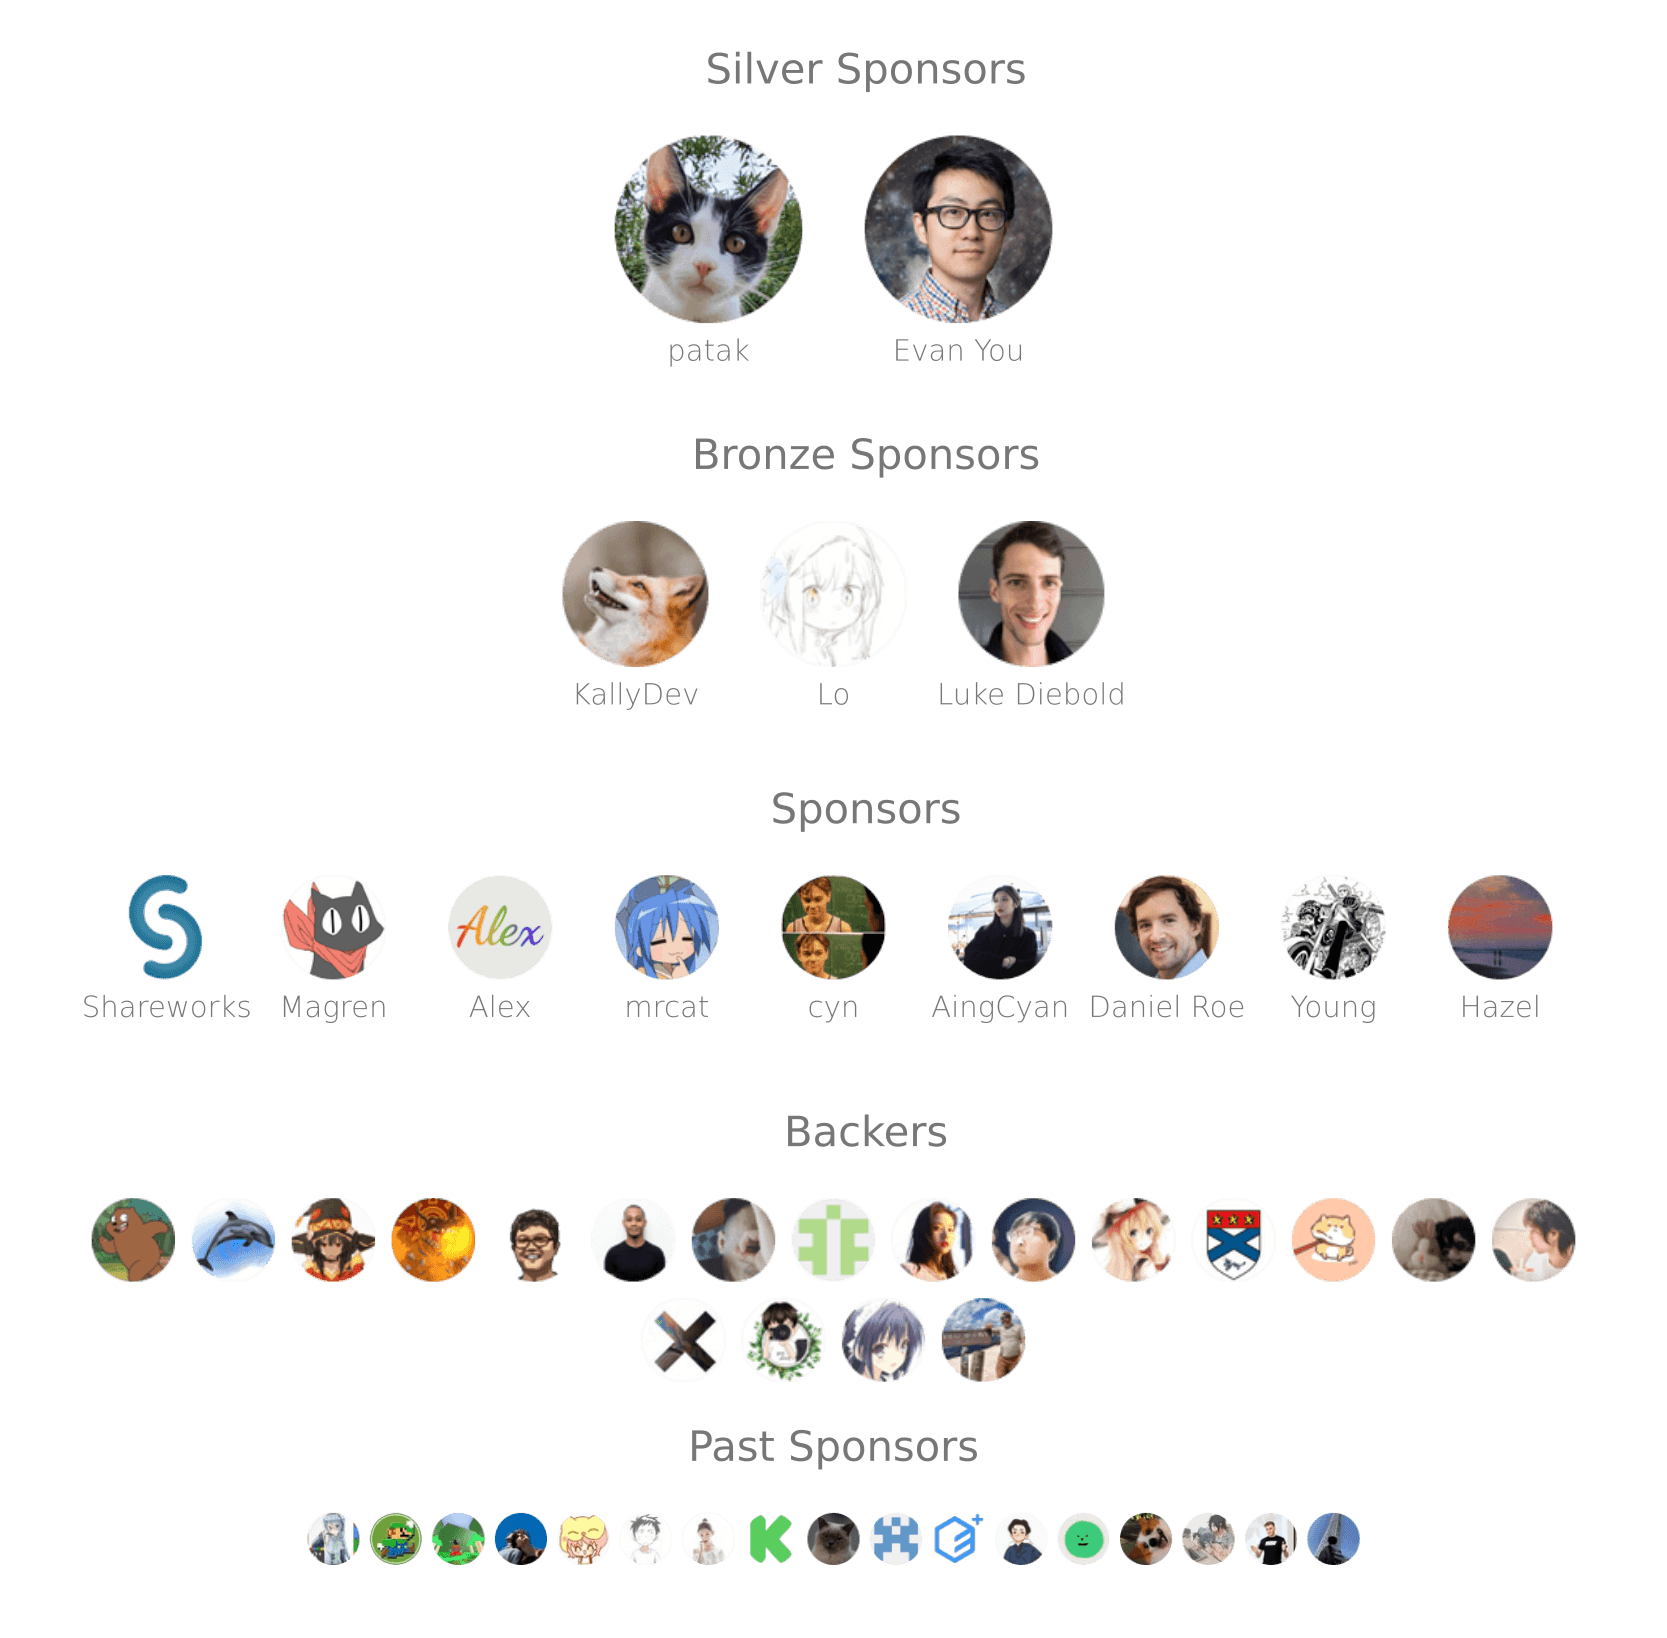 Silver Sponsors
patak Evan You
Bronze Sponsors
KallyDev Lo Luke Diebold
Sponsors
Alex
Shareworks Magren Alex mrcat cyn AingCyan Daniel Roe Young Hazel
Backers
Past Sponsors